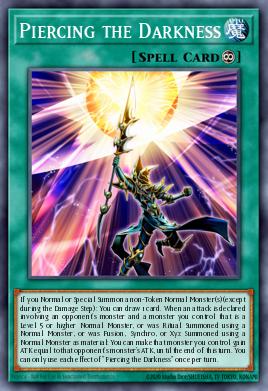 PIERCING THE DARKNESS 魔
[SPELL CARD]
If you Normal or Special Summon a non-Token Normal Monster(s) (except
during the Damage Step): You can draw 1 card. When an attack is declared
involving an opponent's monster and a monster you control that is a
Level 5 or higher Normal Monster, or was Ritual Summoned using a
Normal Monster, or was Fusion, Synchro, or Xyz Summoned using a
Normal Monster as material: You can make that monster you control gain
ATK equal to that opponent's monster's ATK, until the end of this turn. You
can only use each effect of "Piercing the Darkness" once per turn.